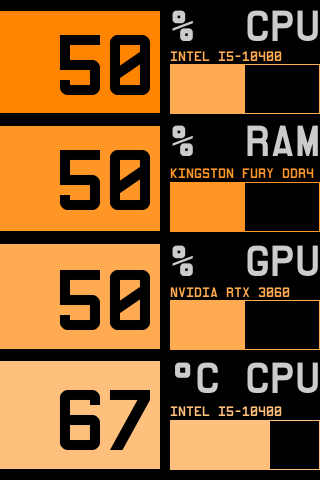 50 % CPU
INTEL I5-10400
50 % RAM
KINGSTON FURY DDR4
50 % GPU
NVIDIA RTX 3060
67 °C CPU
INTEL I5-10400